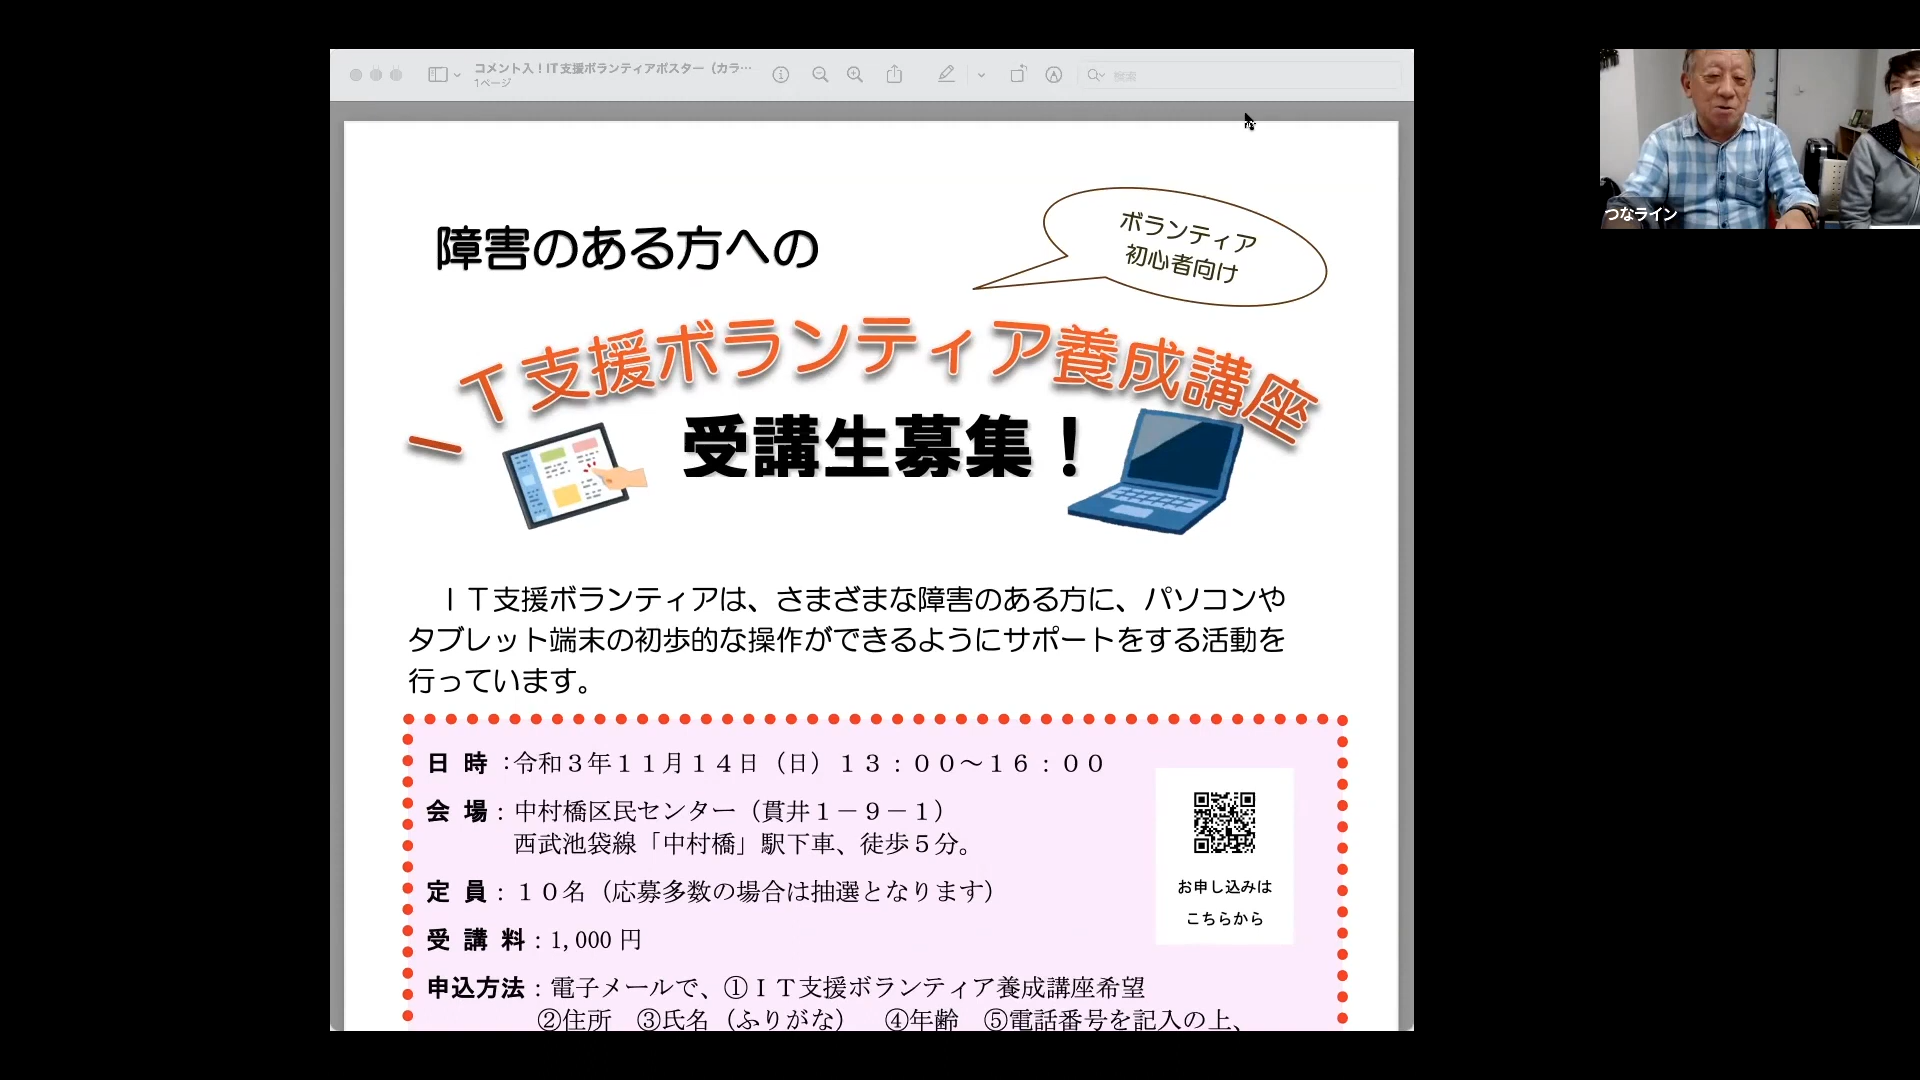 コメント入！IT支援ボランティアポスター（カラ…
1ページ
検索
障害のある方への
ボランティア
初心者向け
ＩＴ支援ボランティア養成講座
受講生募集！
ＩＴ支援ボランティアは、さまざまな障害のある方に、パソコンや
タブレット端末の初歩的な操作ができるようにサポートをする活動を
行っています。
日 時 :令和３年１１月１４日（日）１３：００～１６：００
会 場 : 中村橋区民センター（貫井１－９－１）
西武池袋線「中村橋」駅下車、徒歩５分。
定 員 : １０名（応募多数の場合は抽選となります）
受 講 料 : 1,000 円
申込方法 : 電子メールで、①ＩＴ支援ボランティア養成講座希望
②住所　③氏名（ふりがな）　④年齢　⑤電話番号を記入の上、
お申し込みは
こちらから
つなライン